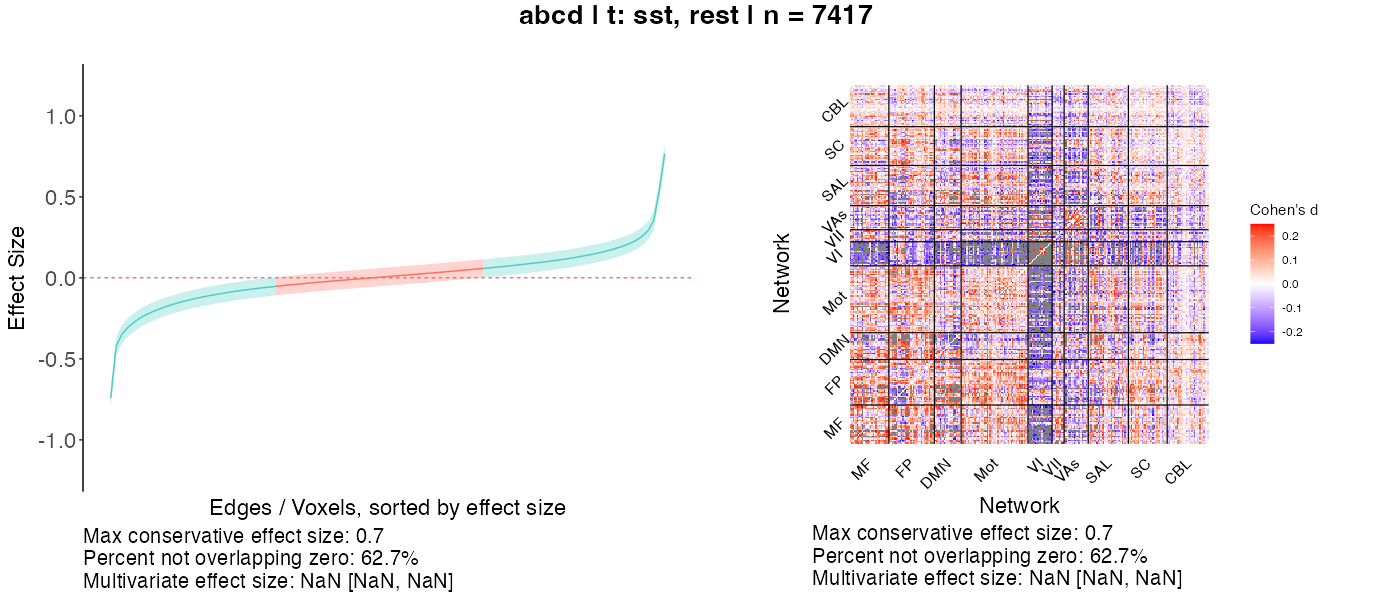 abcd | t: sst, rest | n = 7417
Effect Size
1.0
0.5
0.0
-0.5
-1.0
Edges / Voxels, sorted by effect size
Max conservative effect size: 0.7
Percent not overlapping zero: 62.7%
Multivariate effect size: NaN [NaN, NaN]
Network
CBL
SC
SAL
VAs
VII
VI
Mot
DMN
FP
MF
MF
FP
DMN
Mot
VI
VII
VAs
SAL
SC
CBL
Network
Max conservative effect size: 0.7
Percent not overlapping zero: 62.7%
Multivariate effect size: NaN [NaN, NaN]
Cohen's d
0.2
0.1
0.0
-0.1
-0.2